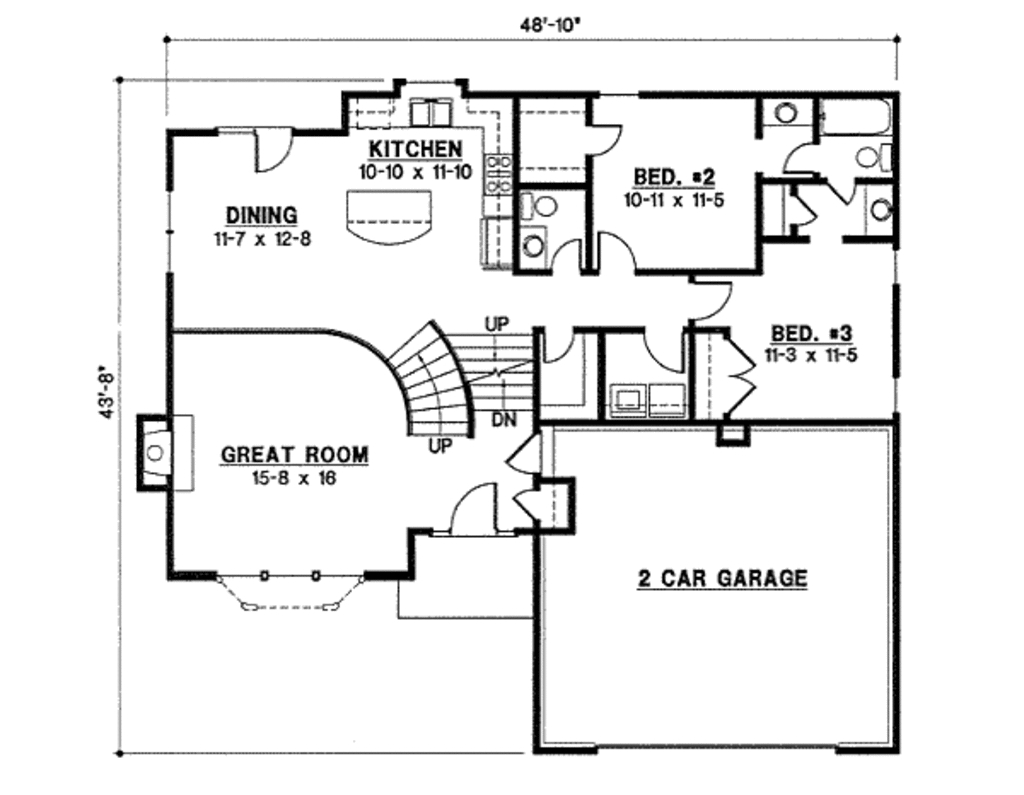 48'-10"
KITCHEN
10-10 x 11-10
BED. #2
10-11 x 11-5
DINING
11-7 x 12-8
UP
BED. #3
11-3 x 11-5
43'-8"
DN
UP
GREAT ROOM
15-8 x 16
2 CAR GARAGE